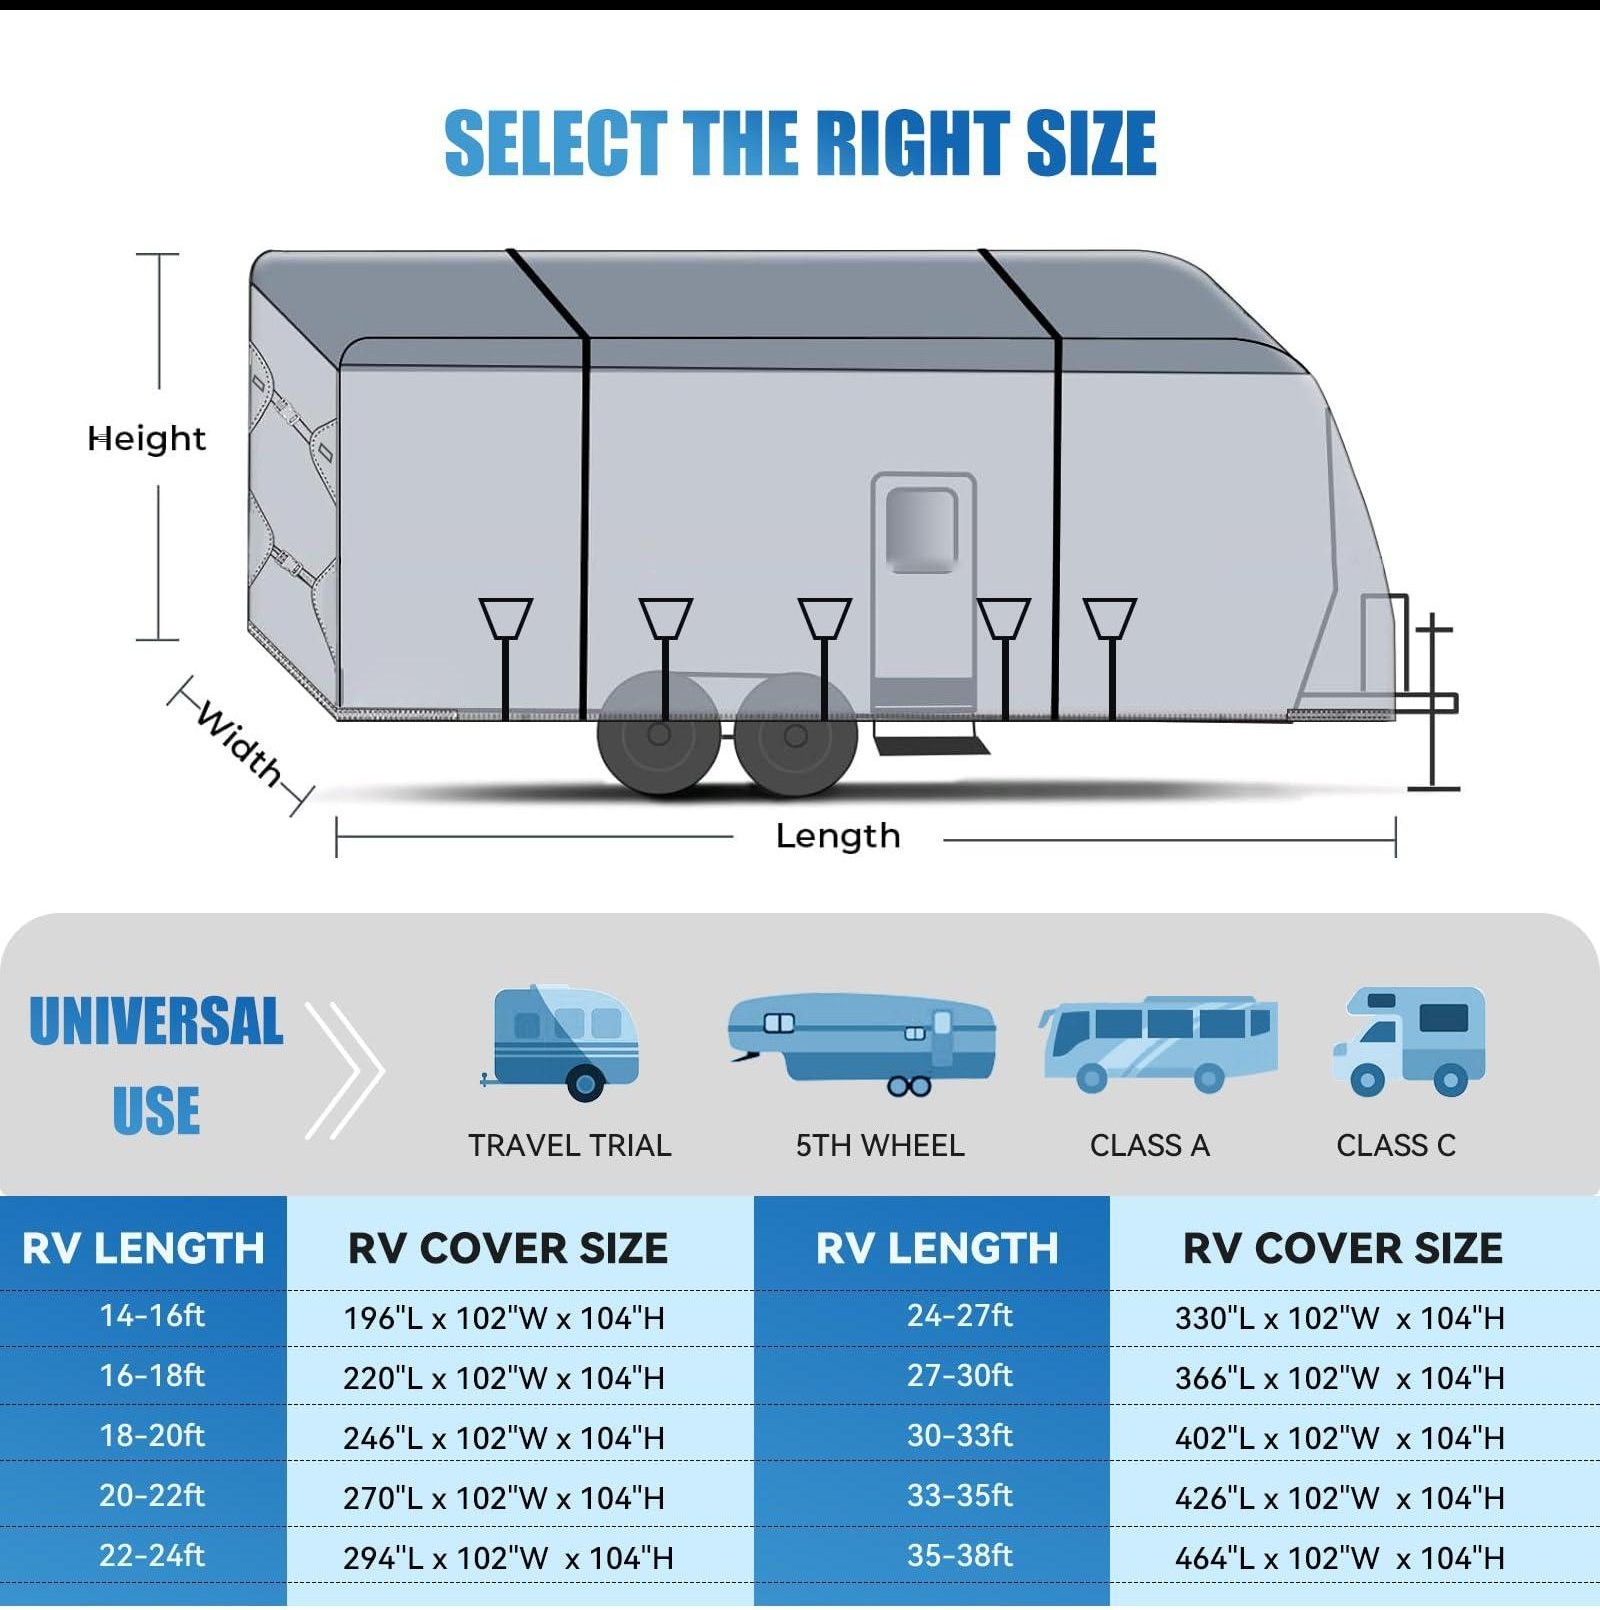 SELECT THE RIGHT SIZE
Height
Width
Length
UNIVERSAL
USE
TRAVEL TRIAL
5TH WHEEL
CLASS A
CLASS C
RV LENGTH RV COVER SIZE RV LENGTH RV COVER SIZE
14-16ft 196"L x 102"W x 104"H 24-27ft 330"L x 102"W x 104"H
16-18ft 220"L x 102"W x 104"H 27-30ft 366"L x 102"W x 104"H
18-20ft 246"L x 102"W x 104"H 30-33ft 402"L x 102"W x 104"H
20-22ft 270"L x 102"W x 104"H 33-35ft 426"L x 102"W x 104"H
22-24ft 294"L x 102"W x 104"H 35-38ft 464"L x 102"W x 104"H